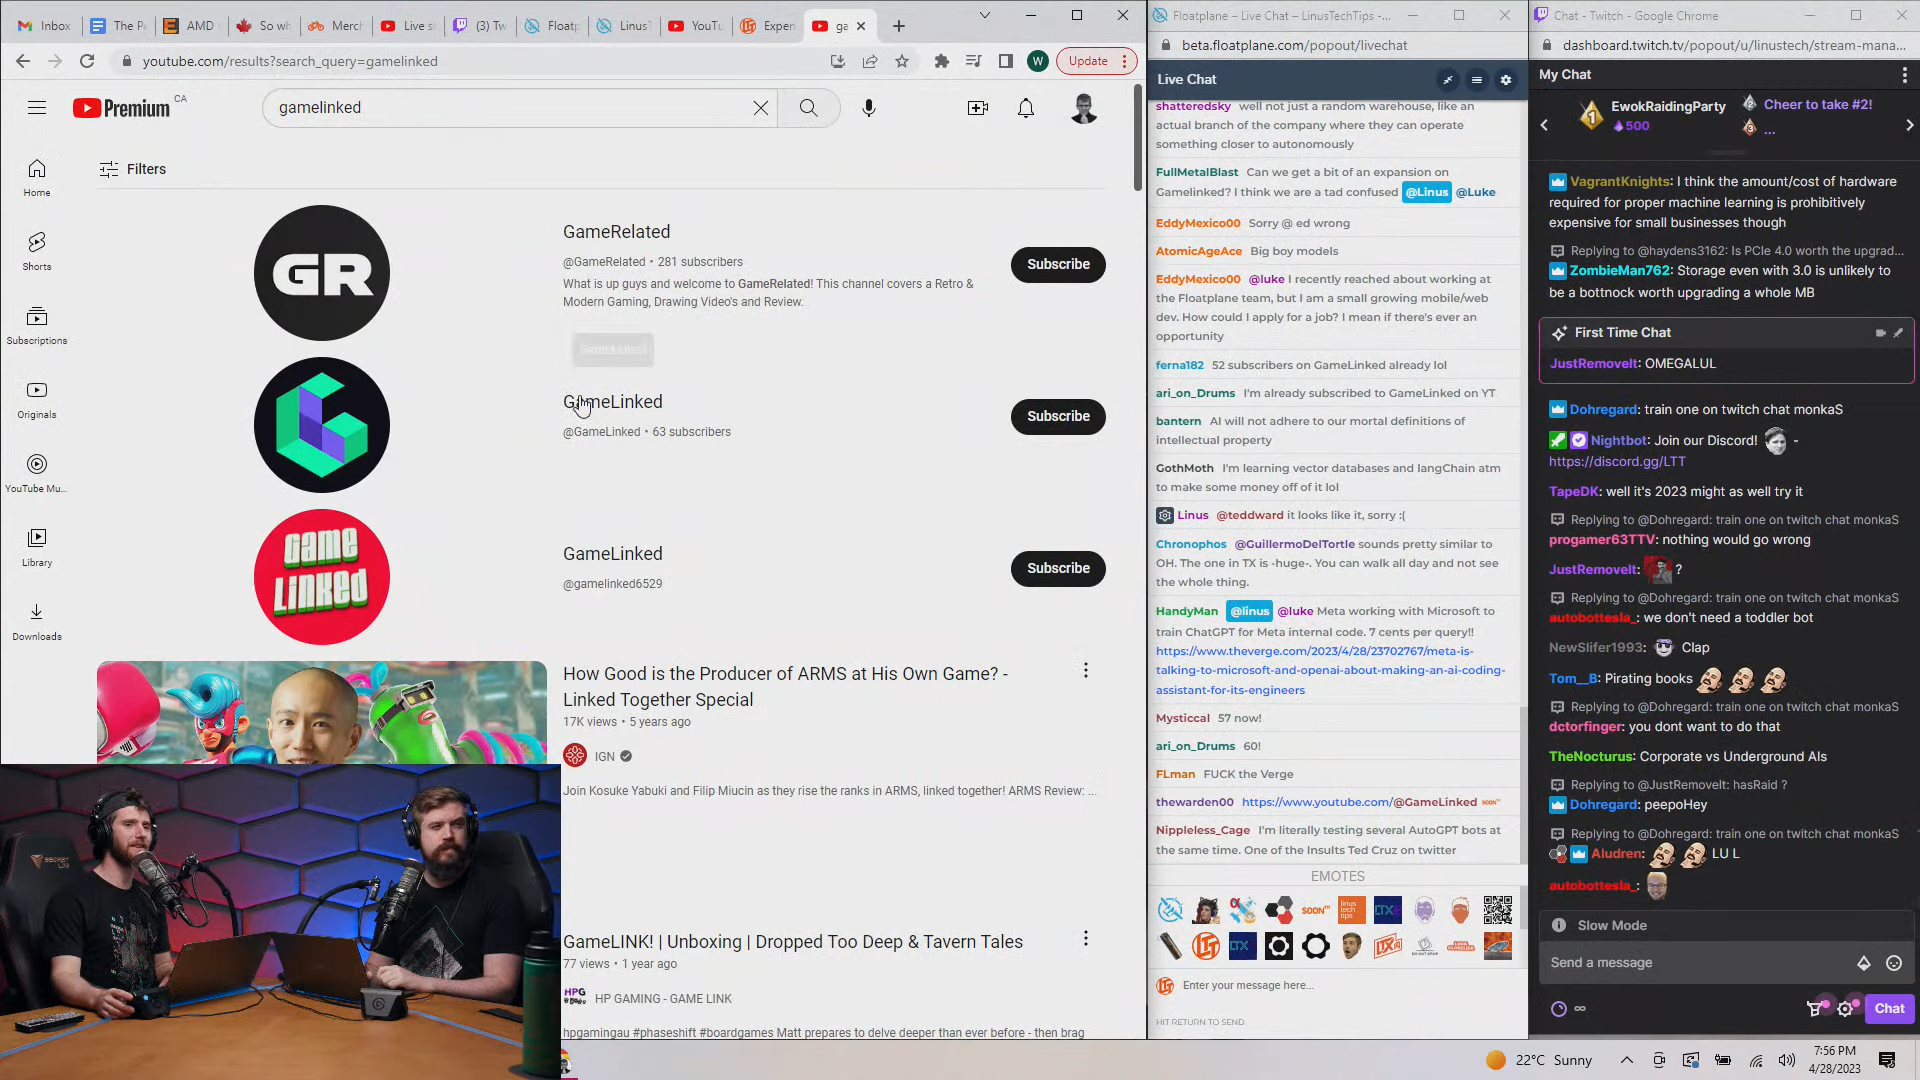 Inbox
The P
AMD
So wh
Merch
Live s
(3) Tw
Floatp
LinusT
YouTu
Expen
ga
youtube.com/results?search_query=gamelinked
Update
Premium
CA
gamelinked
Filters
Home
Shorts
Subscriptions
Originals
YouTube Mu...
Library
Downloads
GR
GameRelated
@GameRelated • 281 subscribers
What is up guys and welcome to GameRelated! This channel covers a Retro &
Modern Gaming, Drawing Video's and Review.
Subscribe
GameLinked
GameLinked
@GameLinked • 63 subscribers
Subscribe
GAME
LINKED
GameLinked
@gamelinked6529
Subscribe
How Good is the Producer of ARMS at His Own Game? -
Linked Together Special
17K views • 5 years ago
IGN
Join Kosuke Yabuki and Filip Miucin as they rise the ranks in ARMS, linked together! ARMS Review: ...
GameLINK! | Unboxing | Dropped Too Deep & Tavern Tales
77 views • 1 year ago
HPG
HP GAMING - GAME LINK
hpgamingau #phaseshift #boardgames Matt prepares to delve deeper than ever before - then brag
Floatplane – Live Chat – LinusTechTips -...
beta.floatplane.com/popout/livechat
Live Chat
shatteredsky well not just a random warehouse, like an
actual branch of the company where they can operate
something closer to autonomously
FullMetalBlast Can we get a bit of an expansion on
Gamelinked? I think we are a tad confused @Linus @Luke
EddyMexico00 Sorry @ ed wrong
AtomicAgeAce Big boy models
EddyMexico00 @luke I recently reached about working at
the Floatplane team, but I am a small growing mobile/web
dev. How could I apply for a job? I mean if there's ever an
opportunity
ferna182 52 subscribers on GameLinked already lol
ari_on_Drums I'm already subscribed to GameLinked on YT
bantern AI will not adhere to our mortal definitions of
intellectual property
GothMoth I'm learning vector databases and langChain atm
to make some money off of it lol
Linus @teddward it looks like it, sorry :(
Chronophos @GuillermoDelTortle sounds pretty similar to
OH. The one in TX is -huge-. You can walk all day and not see
the whole thing.
HandyMan @linus @luke Meta working with Microsoft to
train ChatGPT for Meta internal code. 7 cents per query!!
https://www.theverge.com/2023/4/28/23702767/meta-is-
talking-to-microsoft-and-openai-about-making-an-ai-coding-
assistant-for-its-engineers
Mysticcal 57 now!
ari_on_Drums 60!
FLman FUCK the Verge
thewarden00 https://www.youtube.com/@GameLinked SOON™
Nippleless_Cage I'm literally testing several AutoGPT bots at
the same time. One of the Insults Ted Cruz on twitter
EMOTES
Enter your message here...
HIT RETURN TO SEND
Chat - Twitch - Google Chrome
dashboard.twitch.tv/popout/u/linustech/stream-mana...
My Chat
1 EwokRaidingParty
500
2 Cheer to take #2!
3 ...
VagrantKnights: I think the amount/cost of hardware
required for proper machine learning is prohibitively
expensive for small businesses though
Replying to @haydens3162: Is PCIe 4.0 worth the upgrad...
ZombieMan762: Storage even with 3.0 is unlikely to
be a bottnock worth upgrading a whole MB
First Time Chat
JustRemoveIt: OMEGALUL
Dohregard: train one on twitch chat monkaS
Nightbot: Join our Discord! -
https://discord.gg/LTT
TapeDK: well it's 2023 might as well try it
Replying to @Dohregard: train one on twitch chat monkaS
progamer63TTV: nothing would go wrong
JustRemoveIt: ?
Replying to @Dohregard: train one on twitch chat monkaS
autobottesla_: we don't need a toddler bot
NewSlifer1993: Clap
Tom__B: Pirating books
Replying to @Dohregard: train one on twitch chat monkaS
dctorfinger: you dont want to do that
TheNocturus: Corporate vs Underground AIs
Replying to @JustRemoveIt: hasRaid ?
Dohregard: peepoHey
Replying to @Dohregard: train one on twitch chat monkaS
Aludren: LU L
autobottesla_:
Slow Mode
Send a message
Chat
22°C Sunny
7:56 PM
4/28/2023